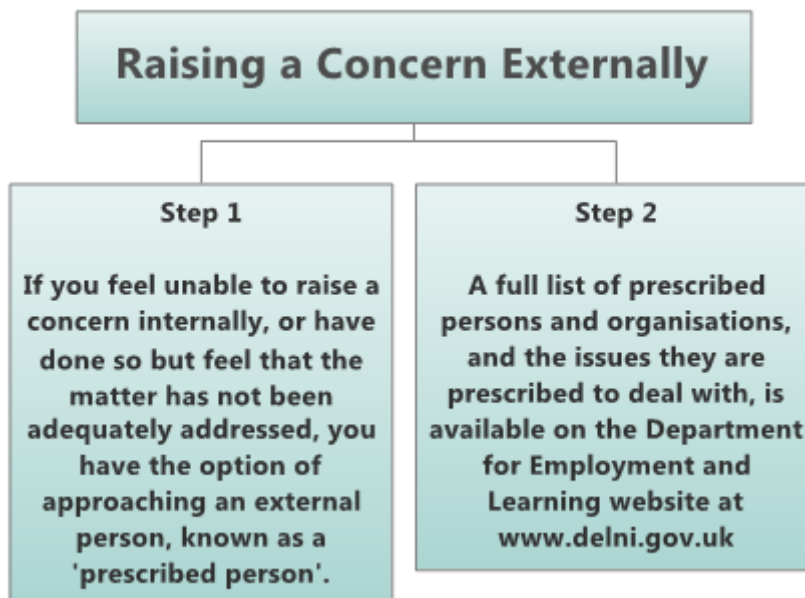 Raising a Concern Externally
Step 1
If you feel unable to raise a
concern internally, or have
done so but feel that the
matter has not been
adequately addressed, you
have the option of
approaching an external
person, known as a
'prescribed person'.
Step 2
A full list of prescribed
persons and organisations,
and the issues they are
prescribed to deal with, is
available on the Department
for Employment and
Learning website at
www.delni.gov.uk